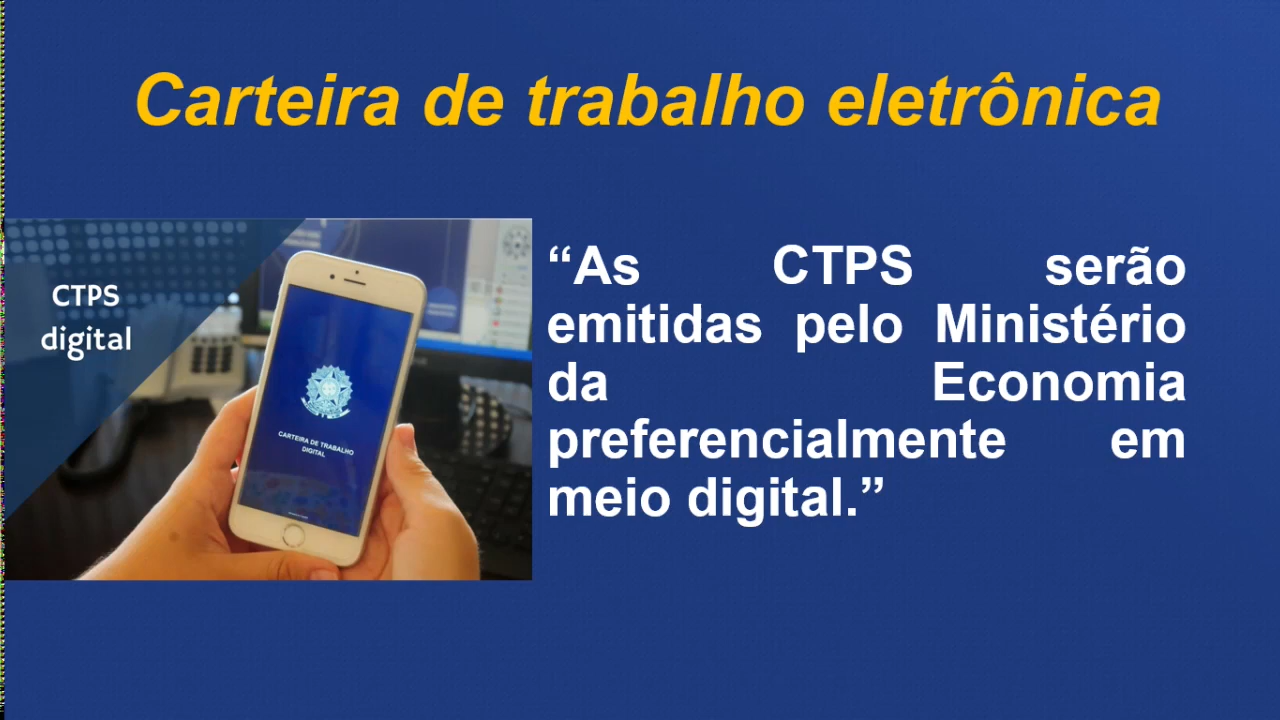 Carteira de trabalho eletrônica
CTPS
digital
CARTEIRA DE TRABALHO
DIGITAL
“As CTPS serão
emitidas pelo Ministério
da Economia
preferencialmente em
meio digital.”